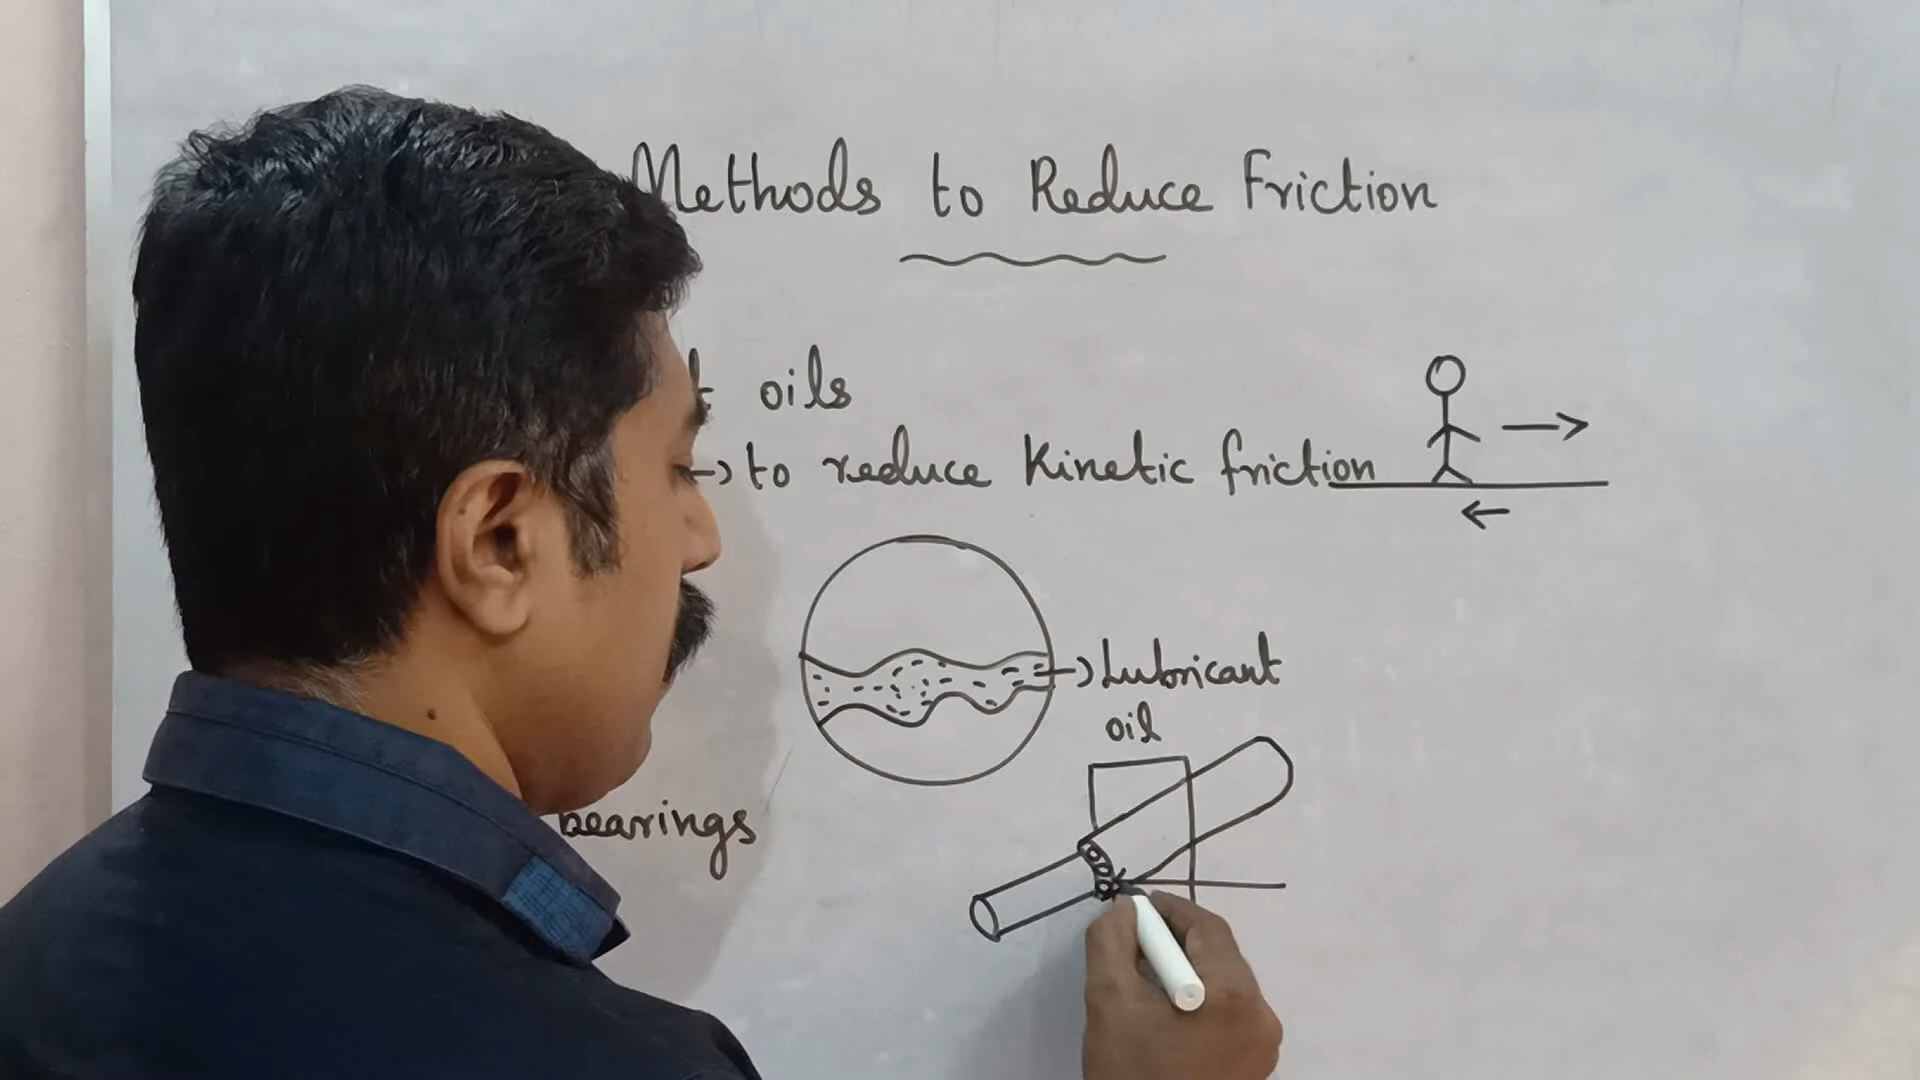 Methods to Reduce Friction
oils
to reduce Kinetic friction
Lubricant
oil
bearings